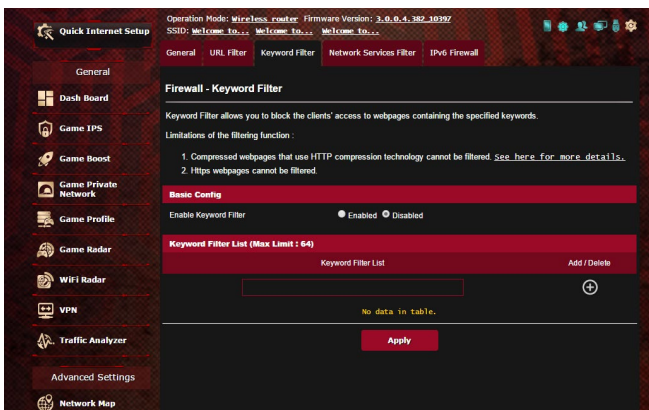 Quick Internet Setup
Operation Mode: Wireless router Firmware Version: 3.0.0.4.382_10397
SSID: Welcome to... Welcome to... Welcome to...
General URL Filter Keyword Filter Network Services Filter IPv6 Firewall
General
Dash Board
Game IPS
Game Boost
Game Private
Network
Game Profile
Game Radar
WiFi Radar
VPN
Traffic Analyzer
Advanced Settings
Network Map
Firewall - Keyword Filter
Keyword Filter allows you to block the clients' access to webpages containing the specified keywords.
Limitations of the filtering function :
1. Compressed webpages that use HTTP compression technology cannot be filtered. See here for more details.
2. Https webpages cannot be filtered.
Basic Config
Enable Keyword Filter Enabled Disabled
Keyword Filter List (Max Limit : 64)
Keyword Filter List Add / Delete
No data in table.
Apply